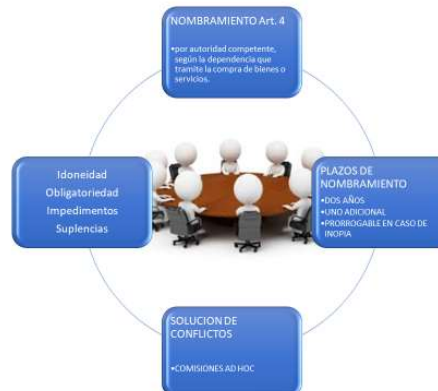 NOMBRAMIENTO Art. 4
•por autoridad competente,
según la dependencia que
tramite la compra de bienes o
servicios.
Idoneidad
Obligatoriedad
Impedimentos
Suplencias
PLAZOS DE
NOMBRAMIENTO
•DOS AÑOS
•UNO ADICIONAL
•PRORROGABLE EN CASO DE
INOPIA
SOLUCION DE
CONFLICTOS
•COMISIONES AD HOC